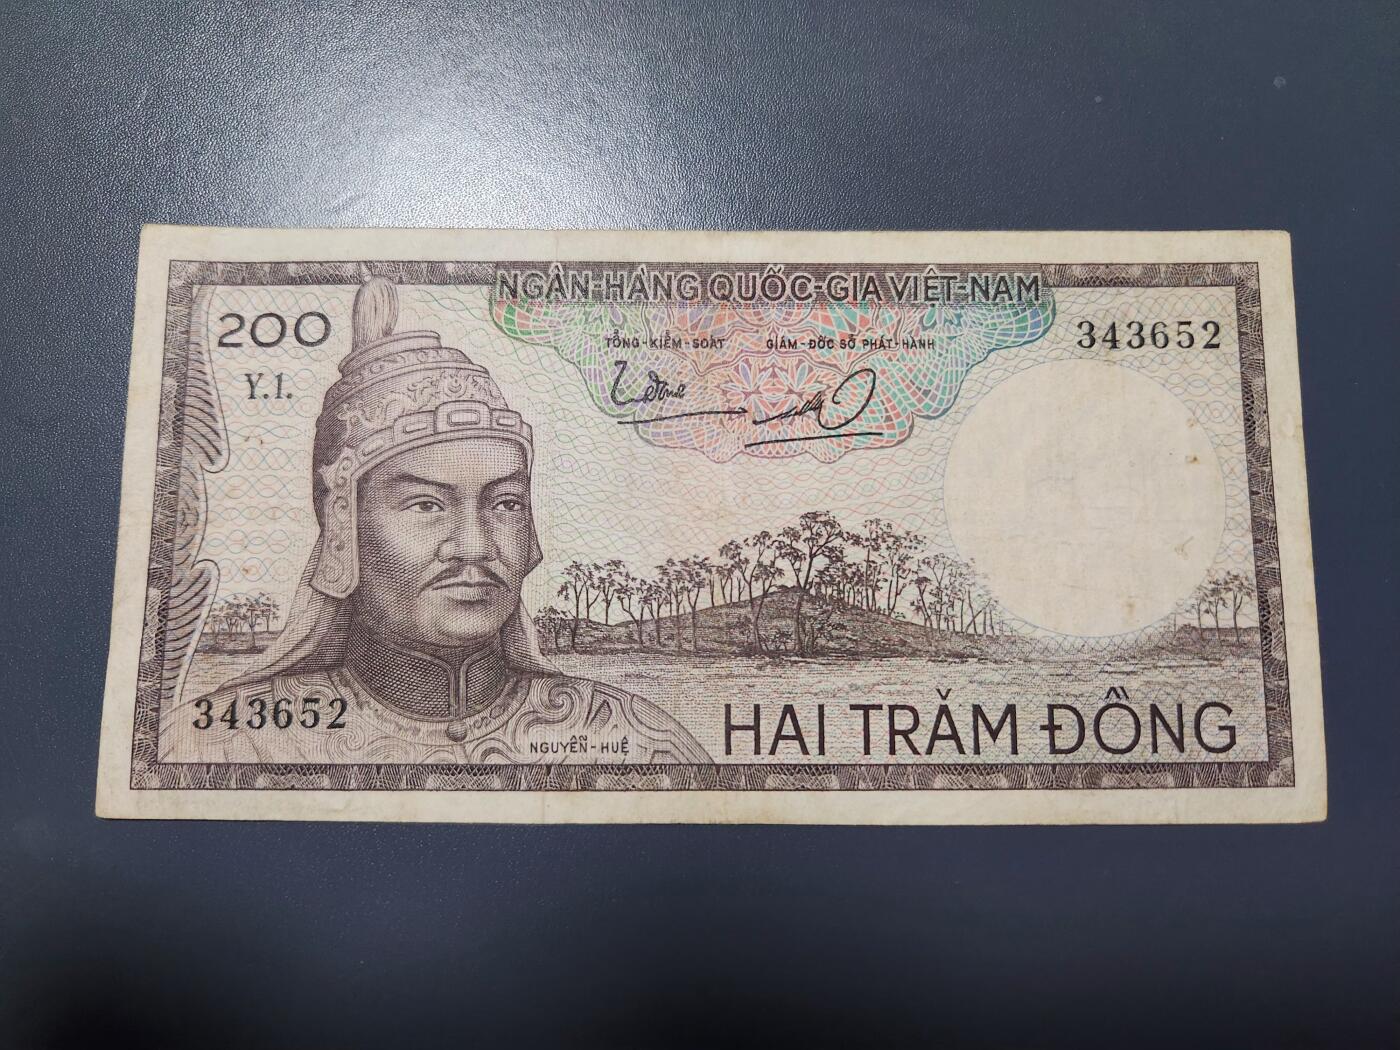 NGÂN-HÀNG QUỐC-GIA VIỆT-NAM
200
343652
TỔNG-KIỂM-SOÁT GIÁM-ĐỐC SỞ PHÁT-HÀNH
Y.1.
343652
HAI TRĂM ĐỒNG
NGUYỄN-HUỆ